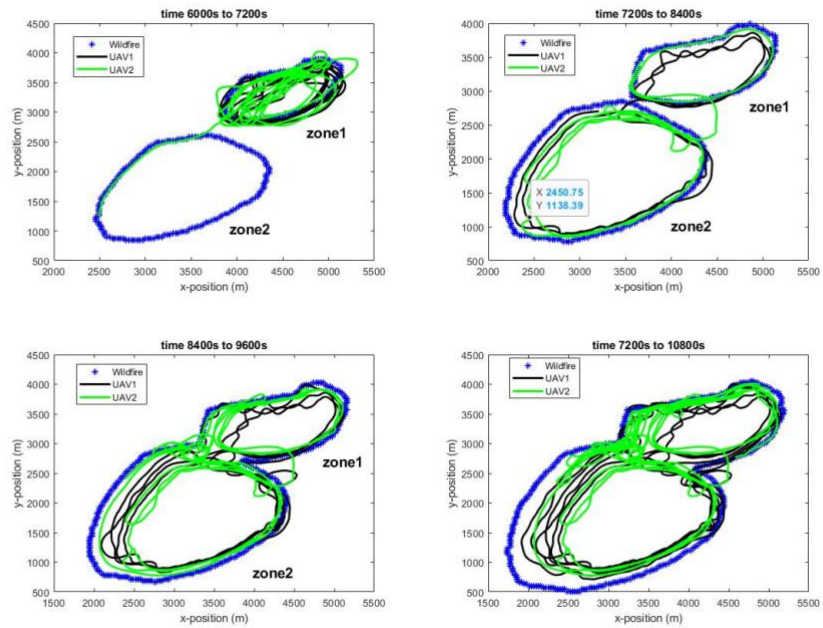 time 6000s to 7200s
4500
4000
3500
3000
2500
2000
1500
1000
500
y-position (m)
Wildfire
UAV1
UAV2
zone1
zone2
2000 2500 3000 3500 4000 4500 5000 5500
x-position (m)
time 7200s to 8400s
4000
3500
3000
2500
2000
1500
1000
500
y-position (m)
Wildfire
UAV1
UAV2
zone1
X 2450.75
Y 1138.39
zone2
2000 2500 3000 3500 4000 4500 5000 5500
x-position (m)
time 8400s to 9600s
4500
4000
3500
3000
2500
2000
1500
1000
500
y-position (m)
Wildfire
UAV1
UAV2
zone1
zone2
1500 2000 2500 3000 3500 4000 4500 5000 5500
x-position (m)
time 7200s to 10800s
4500
4000
3500
3000
2500
2000
1500
1000
500
y-position (m)
Wildfire
UAV1
UAV2
1500 2000 2500 3000 3500 4000 4500 5000 5500
x-position (m)